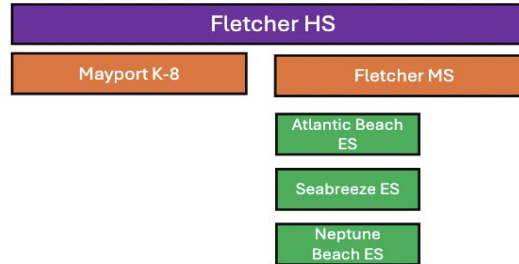 Fletcher HS
Mayport K-8
Fletcher MS
Atlantic Beach
ES
Seabreeze ES
Neptune
Beach ES